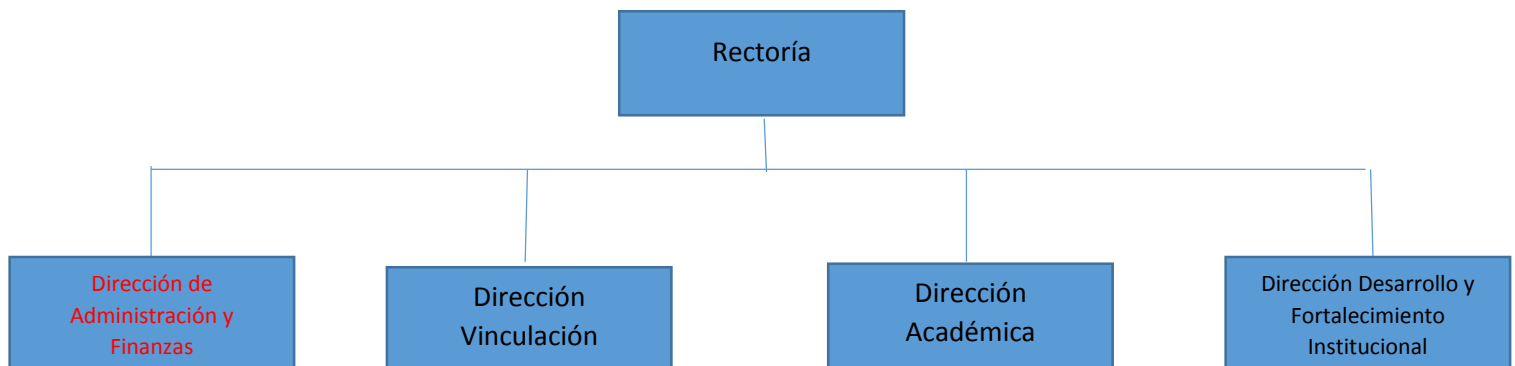 Rectoría
Dirección de
Administración y
Finanzas
Dirección
Vinculación
Dirección
Académica
Dirección Desarrollo y
Fortalecimiento
Institucional